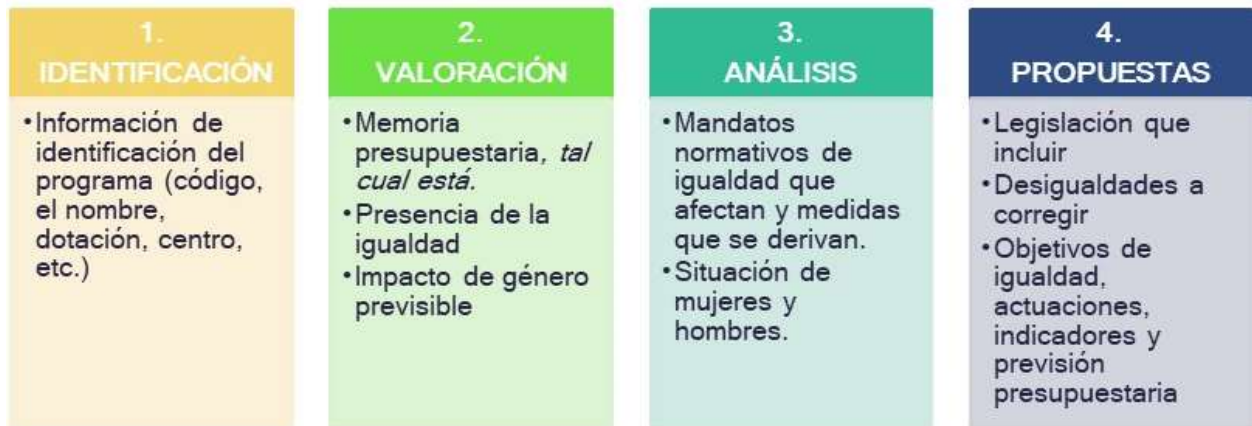 1.
IDENTIFICACIÓN
•Información de
identificación del
programa (código,
el nombre,
dotación, centro,
etc.)
2.
VALORACIÓN
•Memoria
presupuestaria, tal
cual está.
•Presencia de la
igualdad
•Impacto de género
previsible
3.
ANÁLISIS
•Mandatos
normativos de
igualdad que
afectan y medidas
que se derivan.
•Situación de
mujeres y
hombres.
4.
PROPUESTAS
•Legislación que
incluir
•Desigualdades a
corregir
•Objetivos de
igualdad,
actuaciones,
indicadores y
previsión
presupuestaria